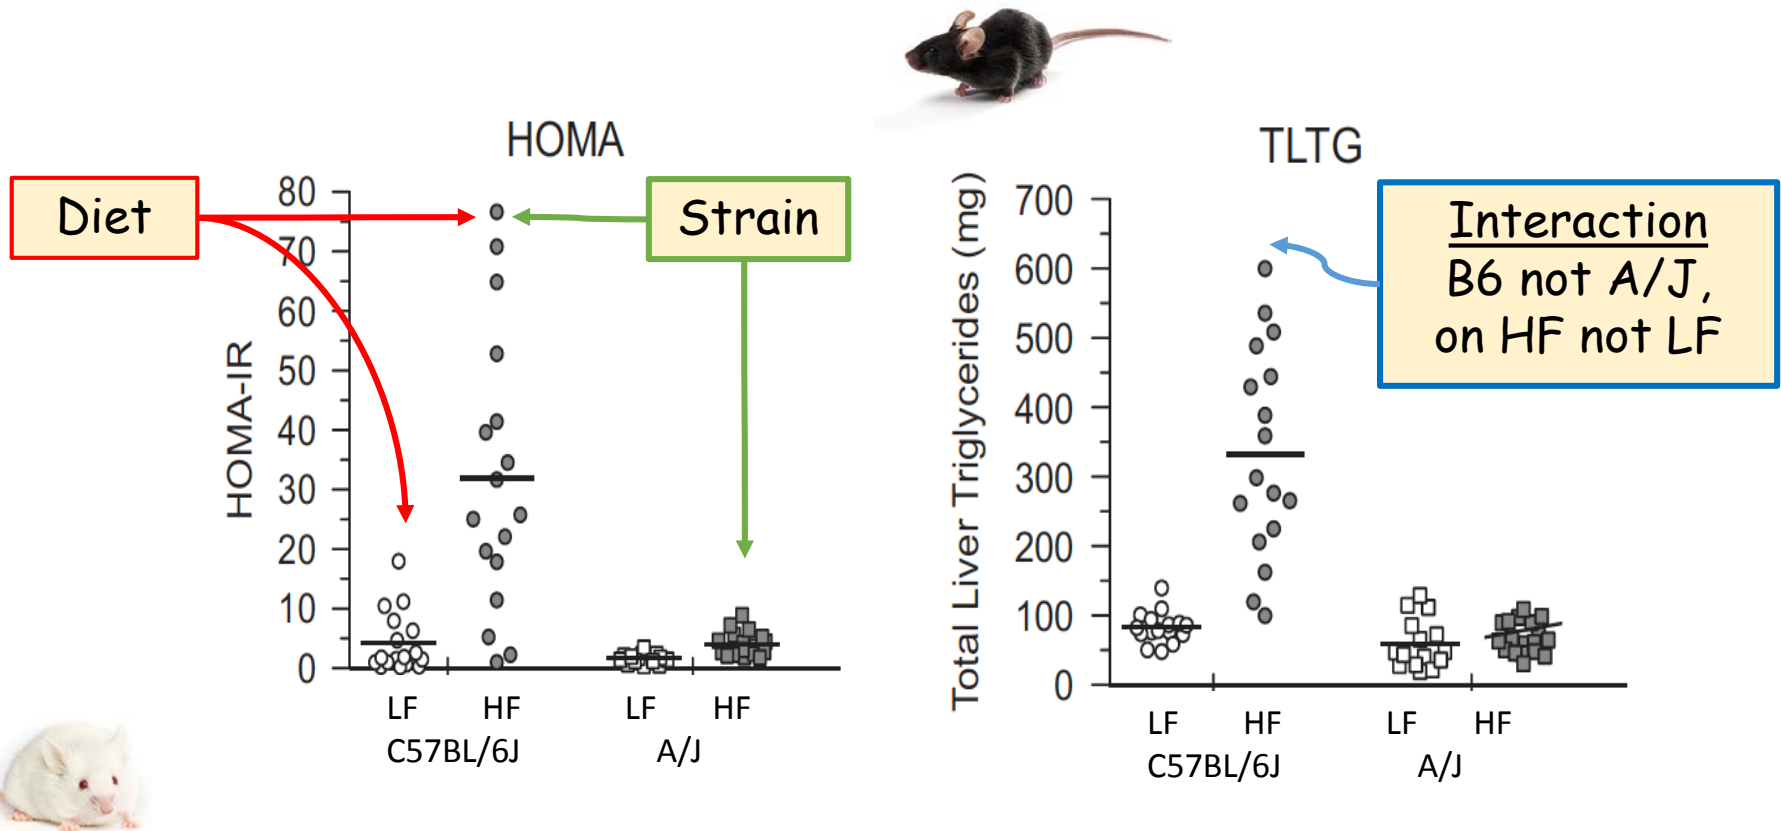 HOMA
Diet
Strain
HOMA-IR
80
70
60
50
40
30
20
10
0
LF HF LF HF
C57BL/6J A/J
TLTG
Interaction
B6 not A/J,
on HF not LF
Total Liver Triglycerides (mg)
700
600
500
400
300
200
100
0
LF HF LF HF
C57BL/6J A/J